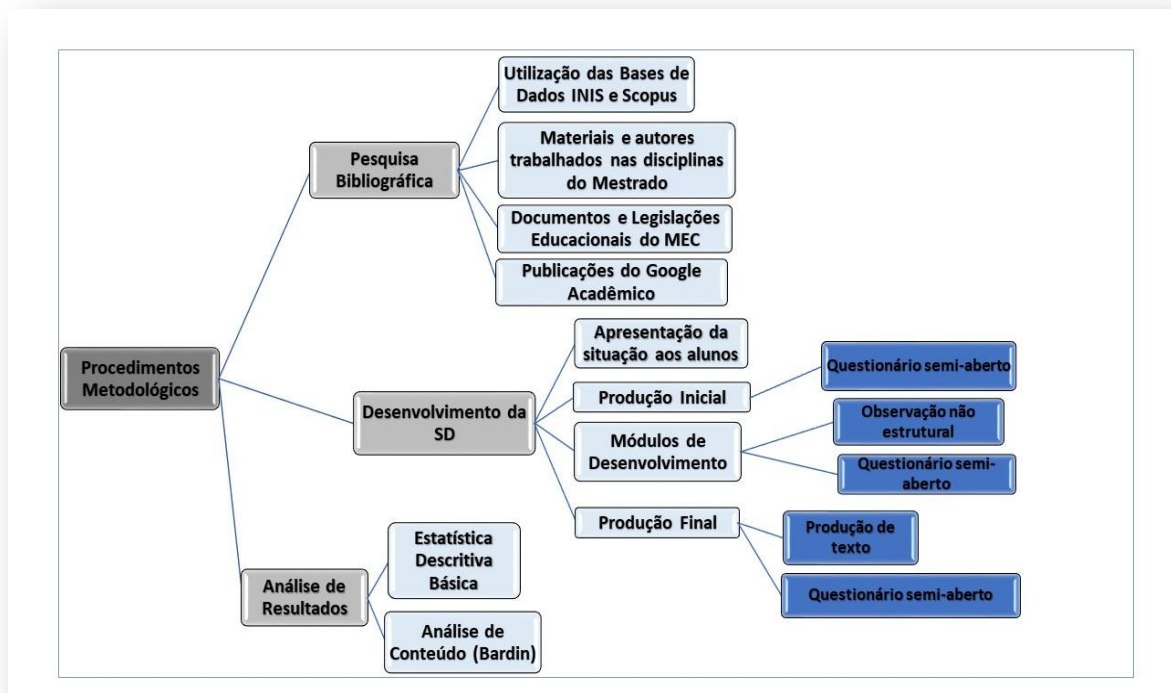 Utilização das Bases de
Dados INIS e Scopus
Materiais e autores
trabalhados nas disciplinas
do Mestrado
Pesquisa
Bibliográfica
Documentos e Legislações
Educacionais do MEC
Publicações do Google
Acadêmico
Procedimentos
Metodológicos
Desenvolvimento da
SD
Apresentação da
situação aos alunos
Produção Inicial
Questionário semi-aberto
Módulos de
Desenvolvimento
Observação não
estrutural
Questionário semi-
aberto
Produção Final
Produção de
texto
Questionário semi-aberto
Análise de
Resultados
Estatística
Descritiva
Básica
Análise de
Conteúdo (Bardin)